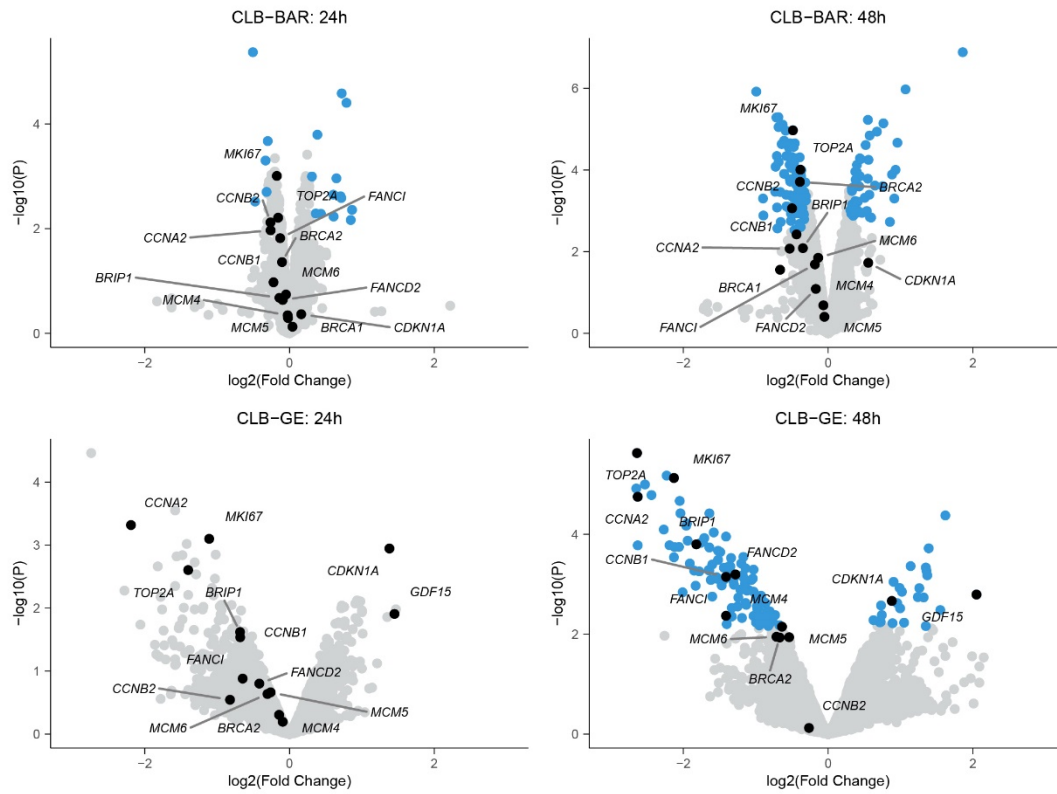 CLB−BAR: 24h
−log10(P)
4
2
0
MKI67
CCNB2
TOP2A
FANCI
CCNA2
BRCA2
CCNB1
MCM6
BRIP1
FANCD2
MCM4
MCM5
BRCA1
CDKN1A
−2
0
2
log2(Fold Change)
CLB−BAR: 48h
−log10(P)
6
4
2
0
MKI67
TOP2A
CCNB2
BRCA2
BRIP1
CCNB1
CCNA2
MCM6
BRCA1
MCM4
CDKN1A
FANCI
FANCD2
MCM5
−2
0
2
log2(Fold Change)
CLB−GE: 24h
−log10(P)
4
3
2
1
0
CCNA2
MKI67
CDKN1A
TOP2A
BRIP1
GDF15
CCNB1
FANCI
FANCD2
CCNB2
MCM5
MCM6
BRCA2
MCM4
−2
0
2
log2(Fold Change)
CLB−GE: 48h
−log10(P)
4
2
0
MKI67
TOP2A
CCNA2
BRIP1
CCNB1
FANCD2
CDKN1A
FANCI
MCM4
GDF15
MCM6
MCM5
BRCA2
CCNB2
−2
0
2
log2(Fold Change)